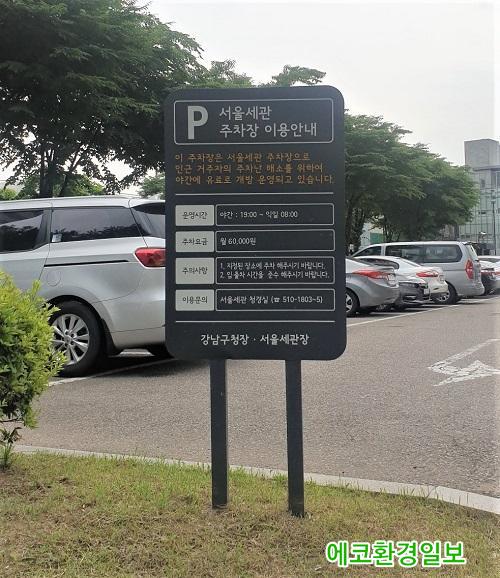 P 서울세관
주차장 이용안내
이 주차장은 서울세관 주차장으로
인근 거주자의 주차난 해소를 위하여
야간에 유료로 개방 운영되고 있습니다.
운영시간 야간 : 19:00 ~ 익일 08:00
주차요금 월 60,000원
주의사항 1. 지정된 장소에 주차 해주시기 바랍니다.
2. 입·출차 시간을 준수 해주시기 바랍니다.
이용문의 서울세관 청경실 (☎ 510-1803~5)
강남구청장 · 서울세관장
에코환경일보